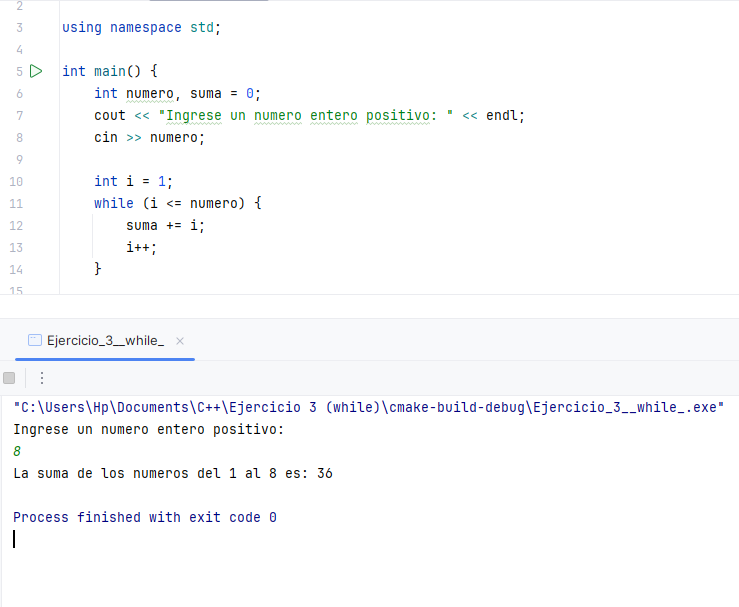 2
3 using namespace std;
4
5 int main() {
6 int numero, suma = 0;
7 cout << "Ingrese un numero entero positivo: " << endl;
8 cin >> numero;
9
10 int i = 1;
11 while (i <= numero) {
12 suma += i;
13 i++;
14 }
15
Ejercicio_3__while_ ×
"C:\Users\Hp\Documents\C++\Ejercicio 3 (while)\cmake-build-debug\Ejercicio_3__while_.exe"
Ingrese un numero entero positivo:
8
La suma de los numeros del 1 al 8 es: 36
Process finished with exit code 0